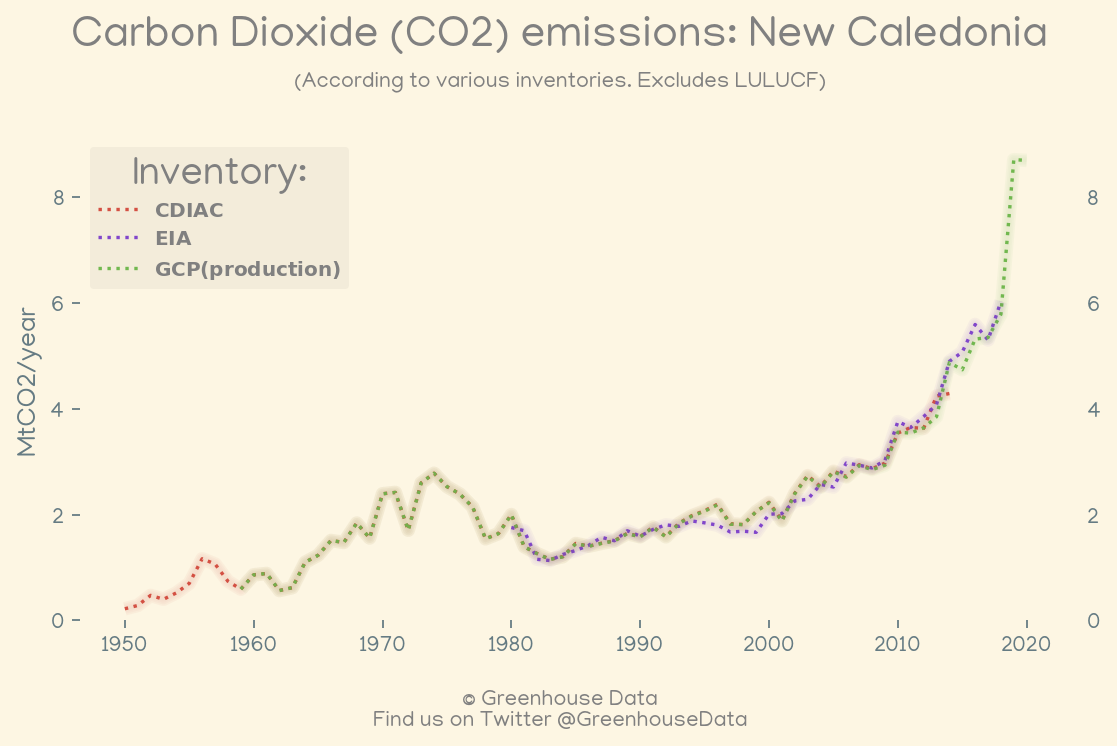 Carbon Dioxide (CO2) emissions: New Caledonia
(According to various inventories. Excludes LULUCF)
Inventory:
CDIAC
EIA
GCP(production)
MtCO2/year
8
6
4
2
0
8
6
4
2
0
1950 1960 1970 1980 1990 2000 2010 2020
© Greenhouse Data
Find us on Twitter @GreenhouseData